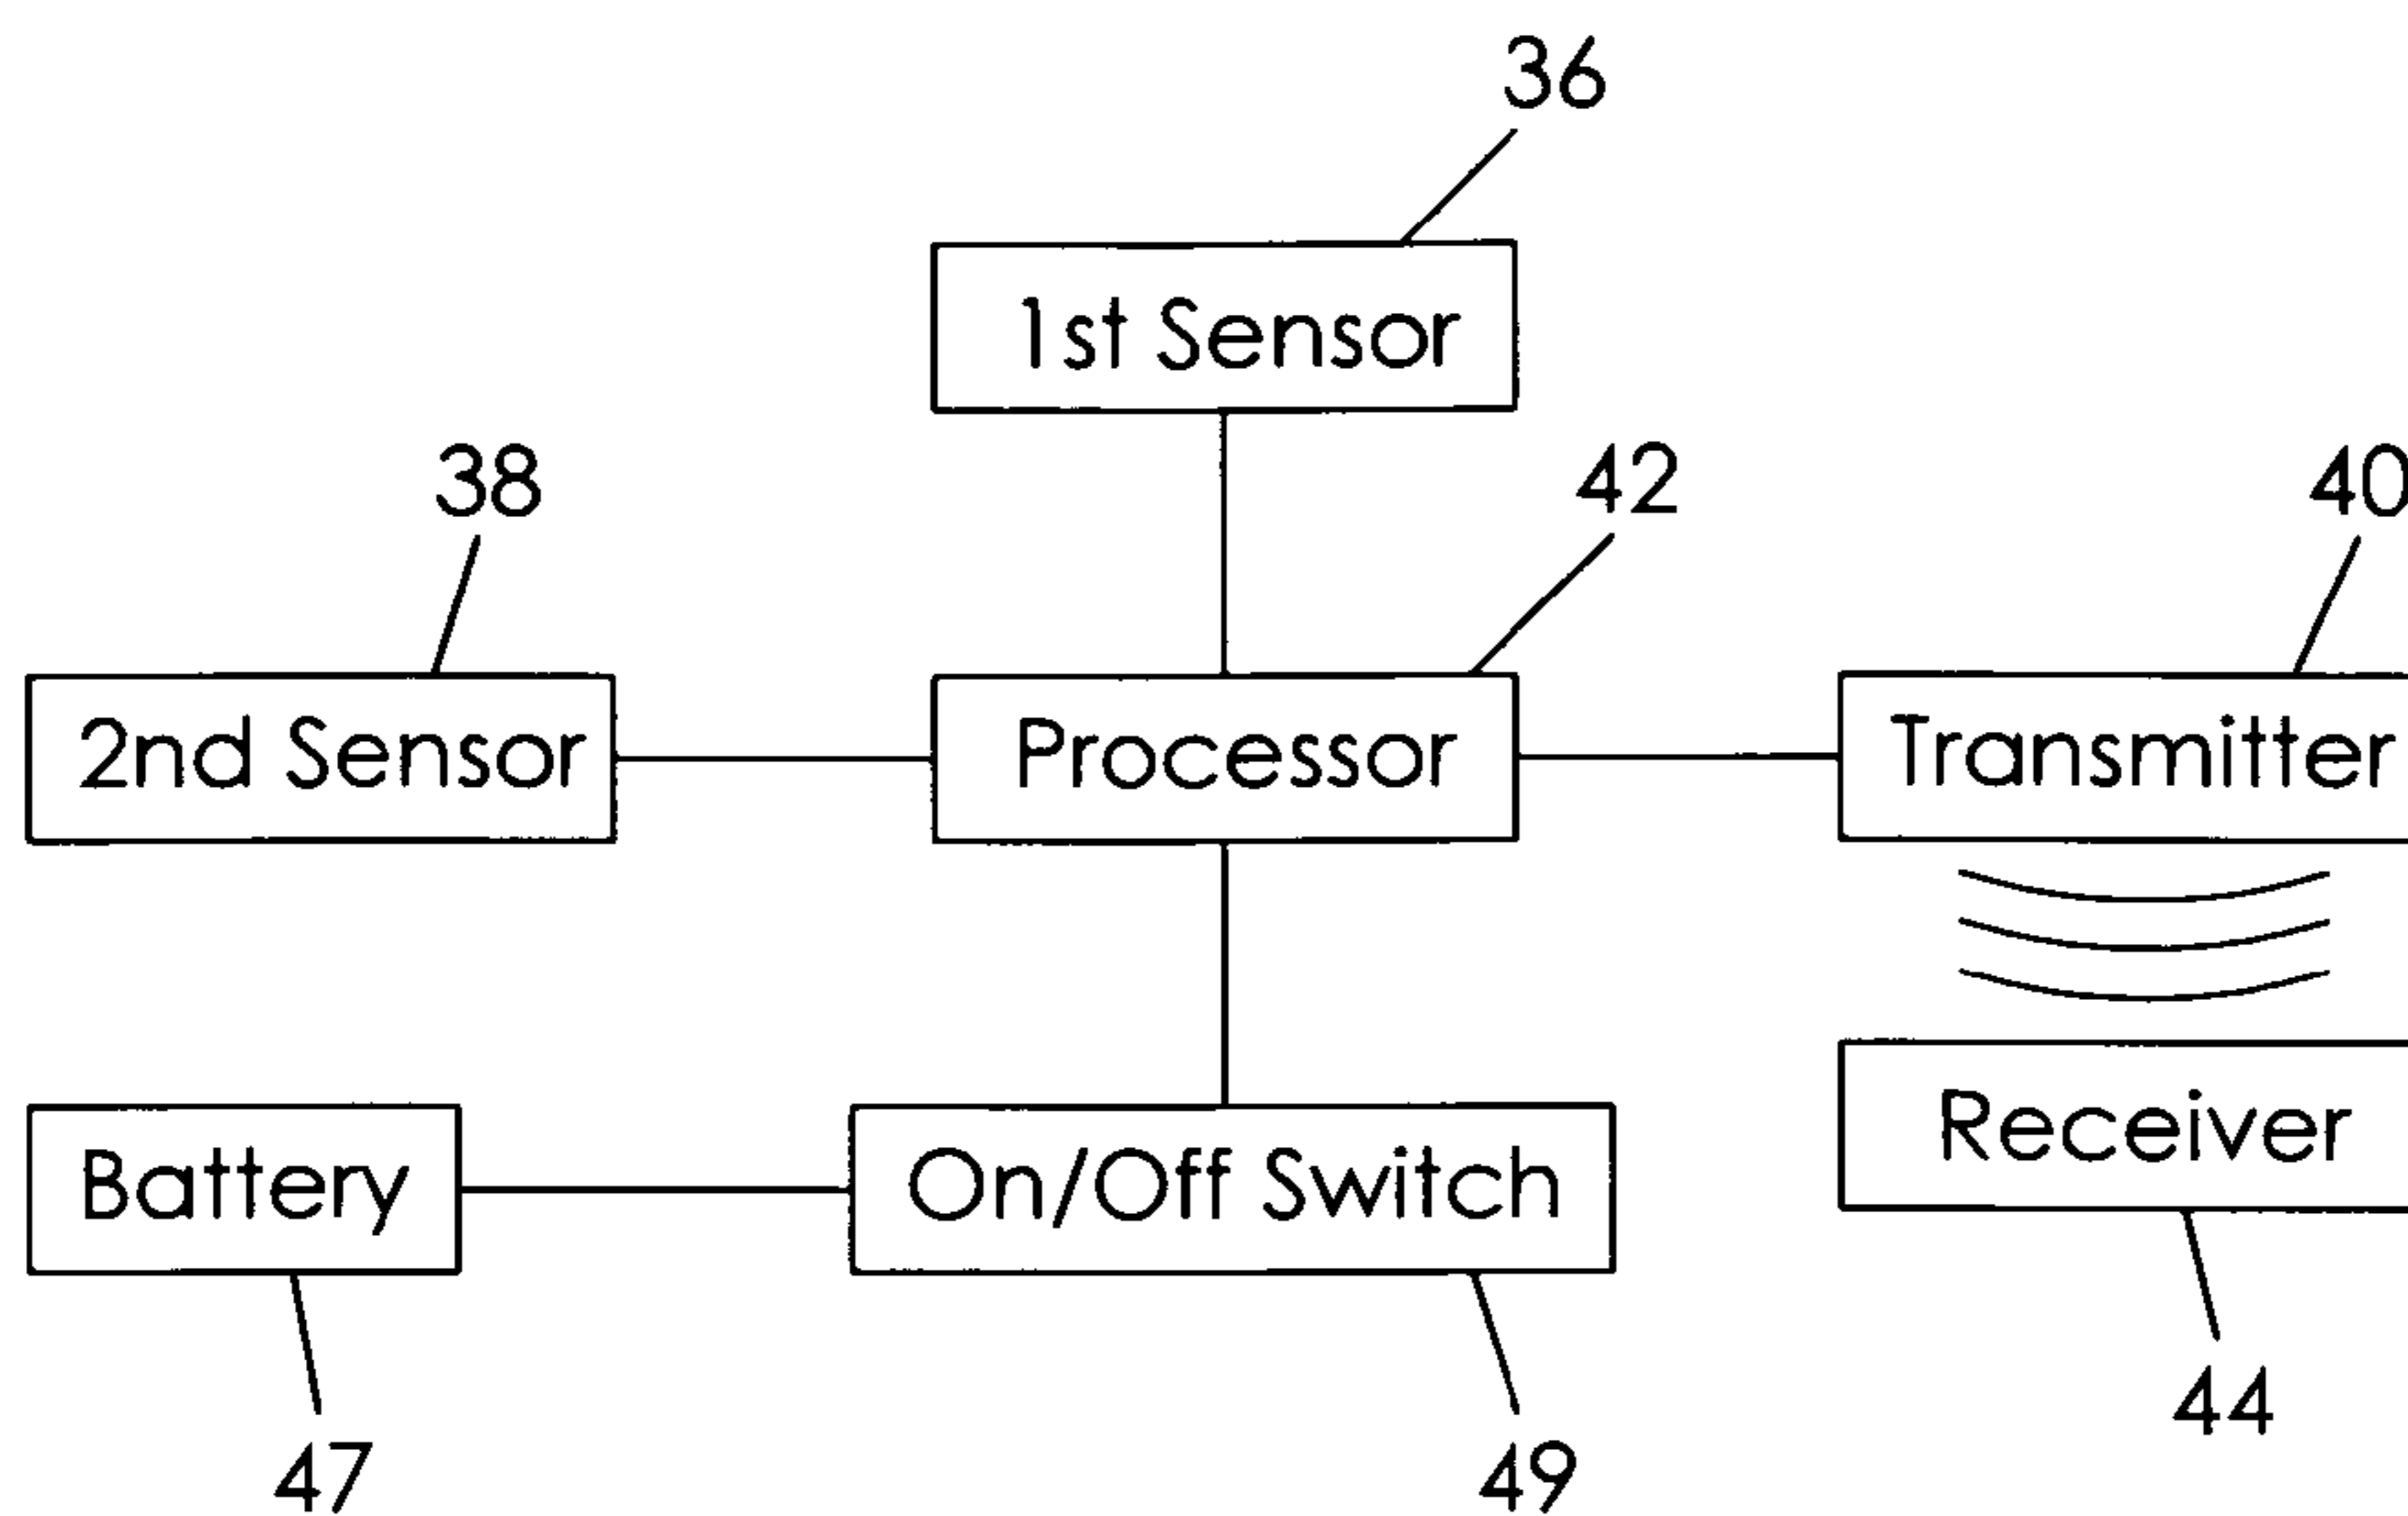 36
1st Sensor
38
42
40
2nd Sensor
Processor
Transmitter
Battery
On/Off Switch
Receiver
47
49
44